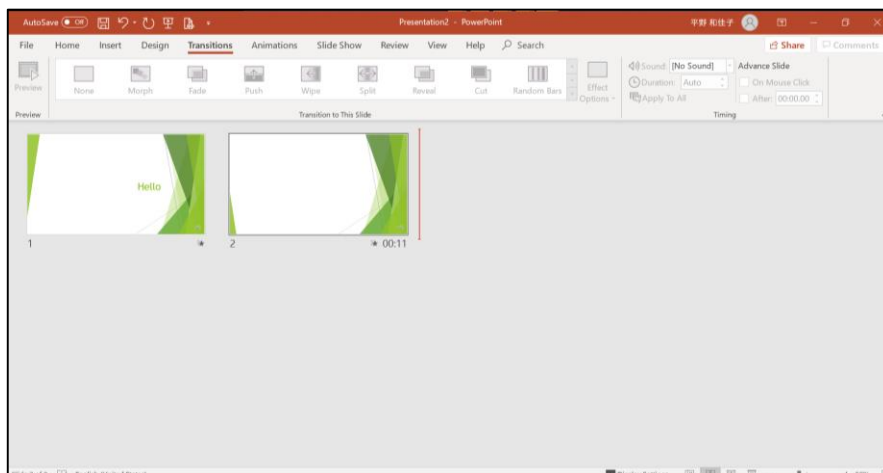 AutoSave Off Presentation2 - PowerPoint 平野 和佳子
File Home Insert Design Transitions Animations Slide Show Review View Help Search Share Comments
Preview None Morph Fade Push Wipe Split Reveal Cut Random Bars Effect Options
Sound: [No Sound] Advance Slide
Duration: Auto On Mouse Click
Apply To All After: 00:00.00
Preview Transition to This Slide Timing
Hello
1 2 00:11